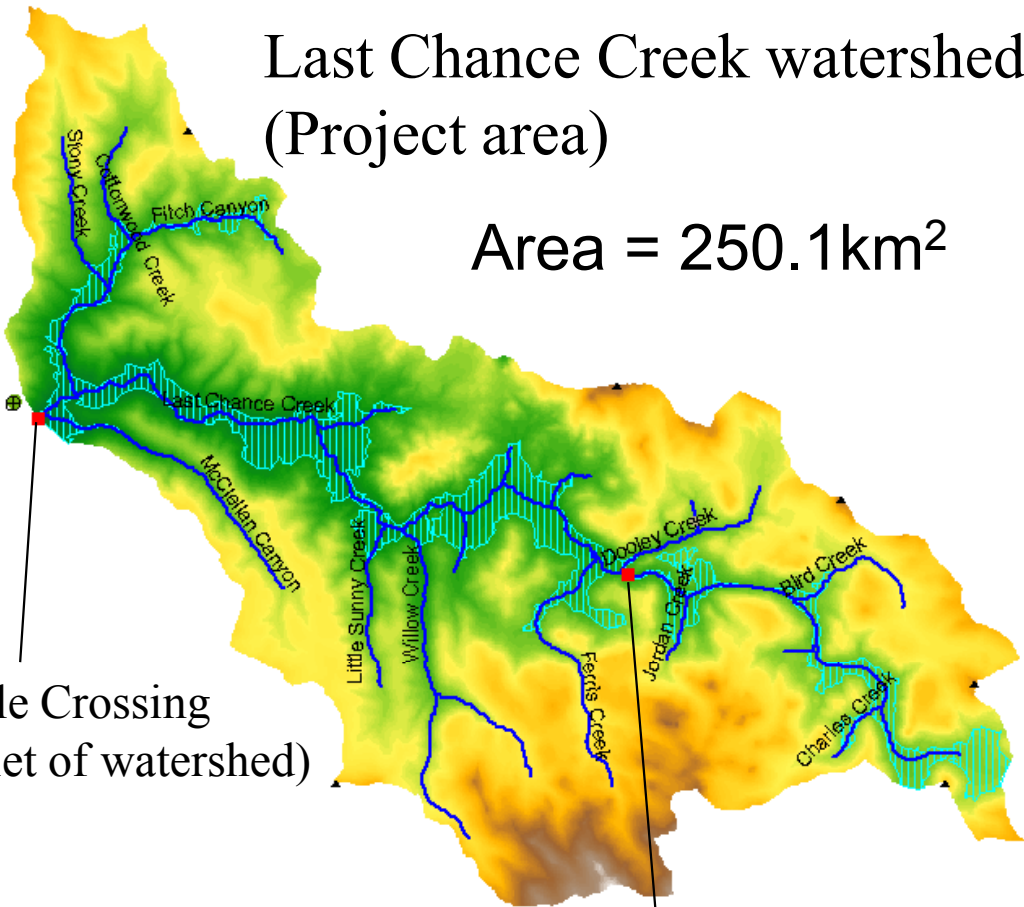 Last Chance Creek watershed
(Project area)
Area = 250.1km²
Stony Creek
Cottonwood Creek
Fitch Canyon
Last Chance Creek
McClellan Canyon
Little Sunny Creek
Willow Creek
Dooley Creek
Jordan Creek
Bird Creek
Ferris Creek
Charles Creek
le Crossing
let of watershed)